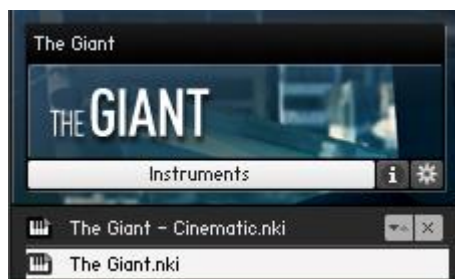 The Giant
THE GIANT
Instruments
The Giant - Cinematic.nki
The Giant.nki